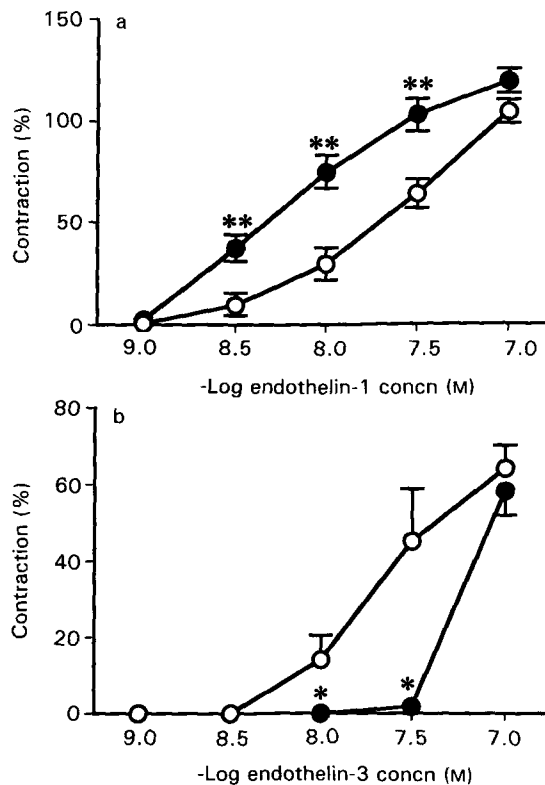 a
150
100
50
0
Contraction (%)
**
**
**
9.0 8.5 8.0 7.5 7.0
-Log endothelin-1 concn (M)
b
80
60
40
20
0
Contraction (%)
*
*
9.0 8.5 8.0 7.5 7.0
-Log endothelin-3 concn (M)